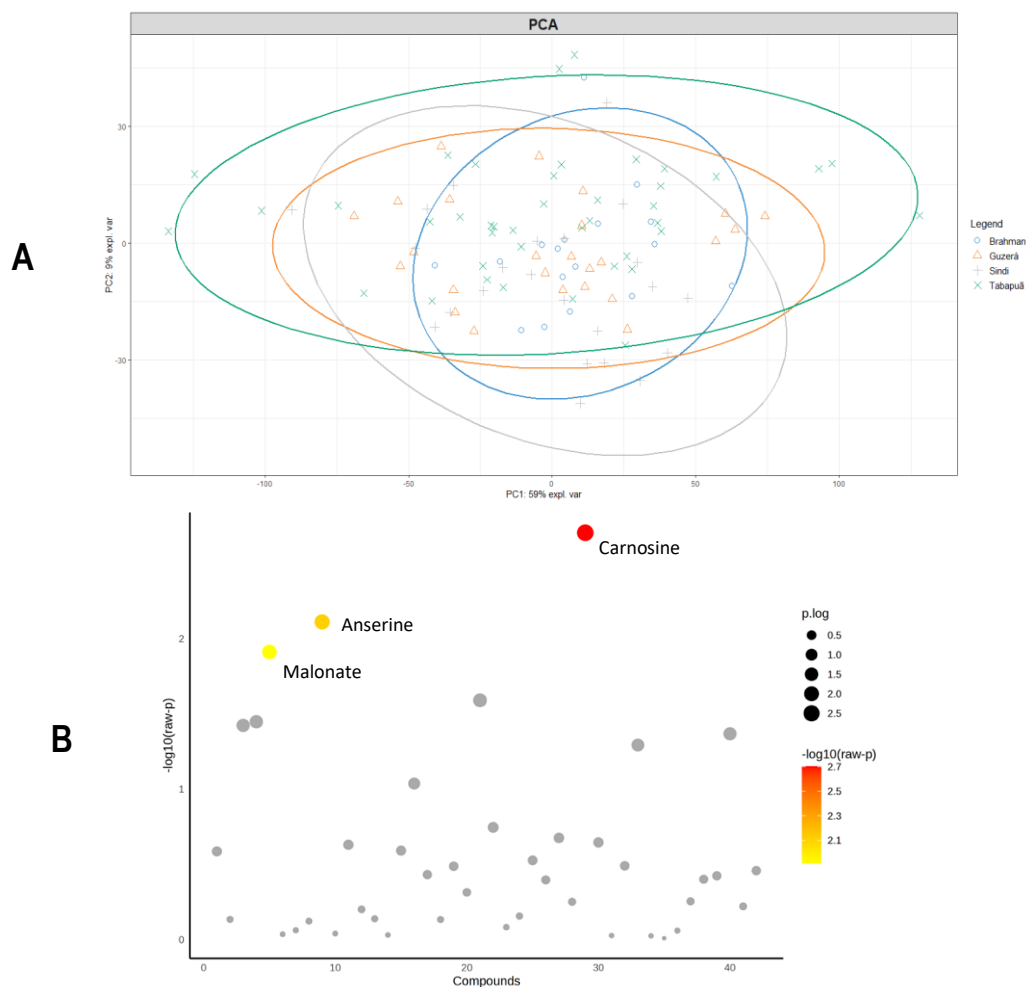 PCA
A
PC2: 9% expl. var
30
0
-30
-100
-50
0
50
100
PC1: 59% expl. var
Legend
Brahman
Guzerá
Sindi
Tabapuã
B
-log10(raw-p)
2
1
0
Carnosine
Anserine
Malonate
0
10
20
30
40
Compounds
p.log
0.5
1.0
1.5
2.0
2.5
-log10(raw-p)
2.7
2.5
2.3
2.1